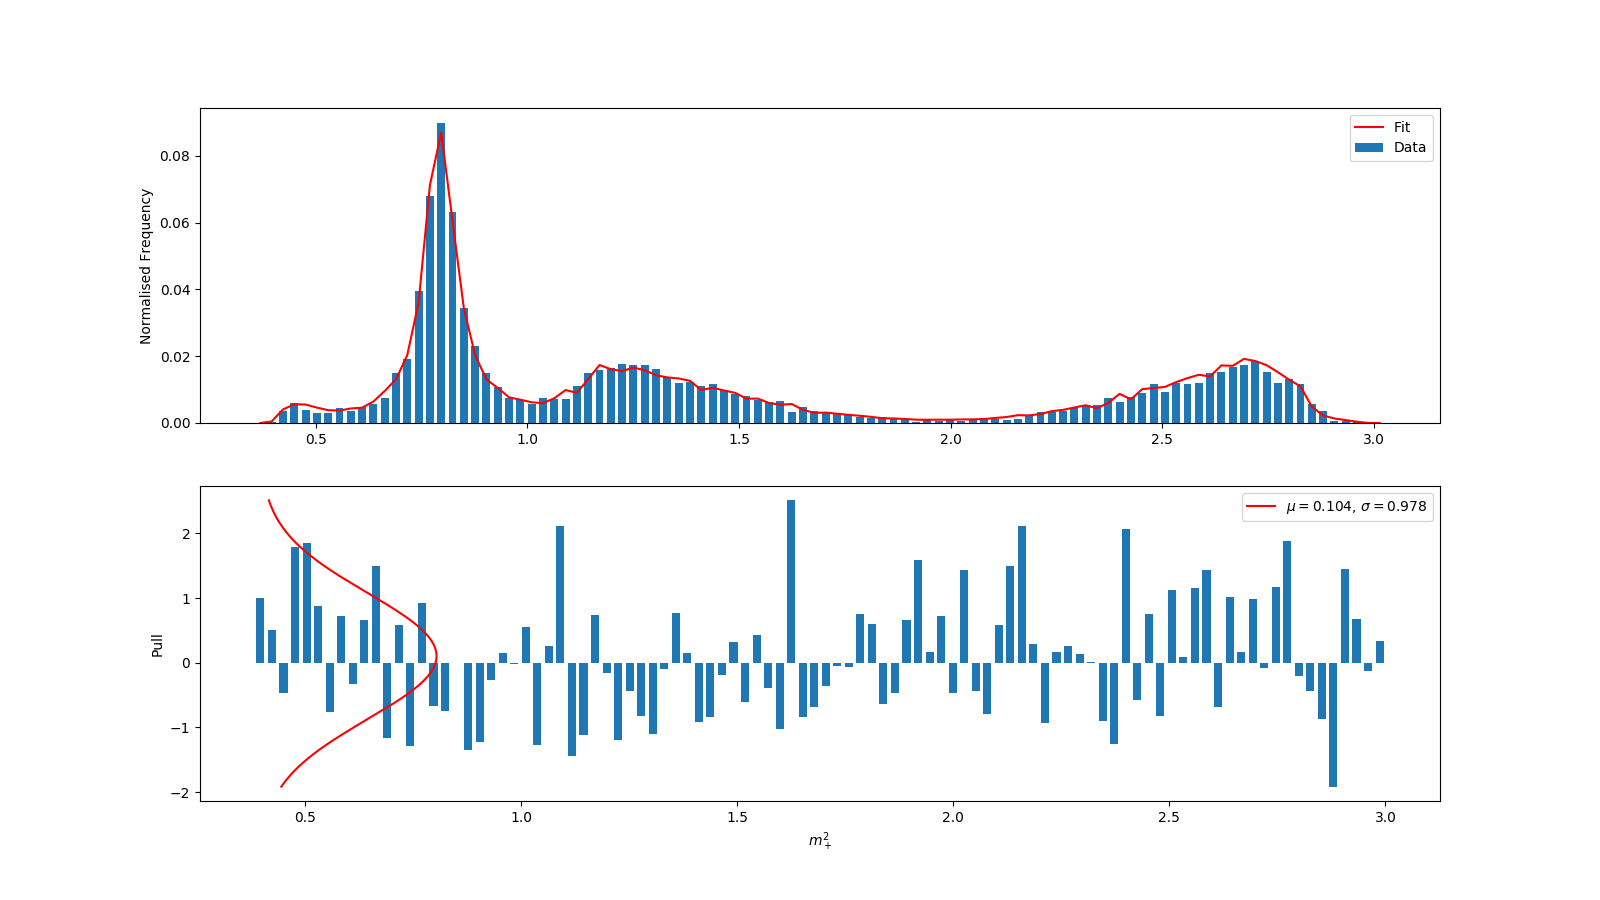 Fit
Data
Normalised Frequency
0.08
0.06
0.04
0.02
0.00
0.5 1.0 1.5 2.0 2.5 3.0
μ = 0.104, σ = 0.978
Pull
2
1
0
−1
−2
0.5 1.0 1.5 2.0 2.5 3.0
m²₊